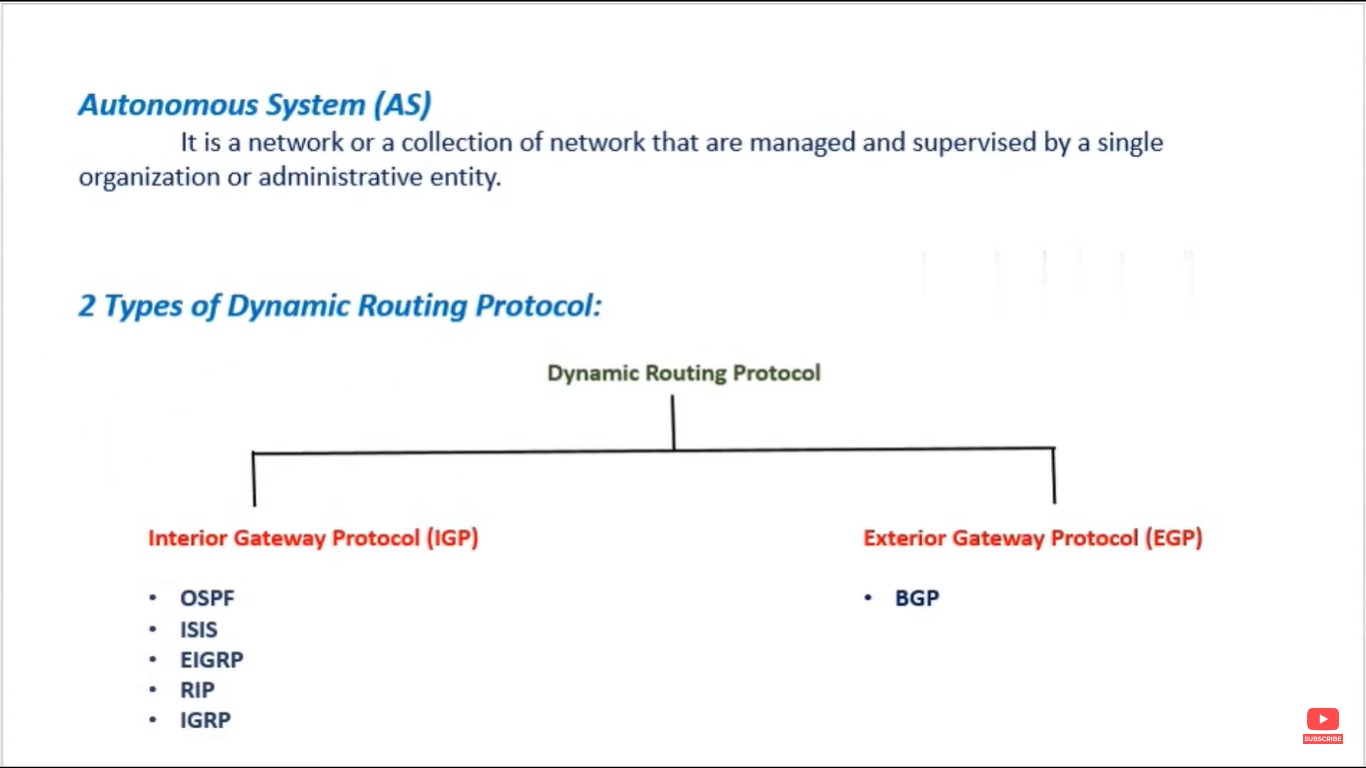 Autonomous System (AS)
It is a network or a collection of network that are managed and supervised by a single
organization or administrative entity.
2 Types of Dynamic Routing Protocol:
Dynamic Routing Protocol
Interior Gateway Protocol (IGP)
• OSPF
• ISIS
• EIGRP
• RIP
• IGRP
Exterior Gateway Protocol (EGP)
• BGP
SUBSCRIBE